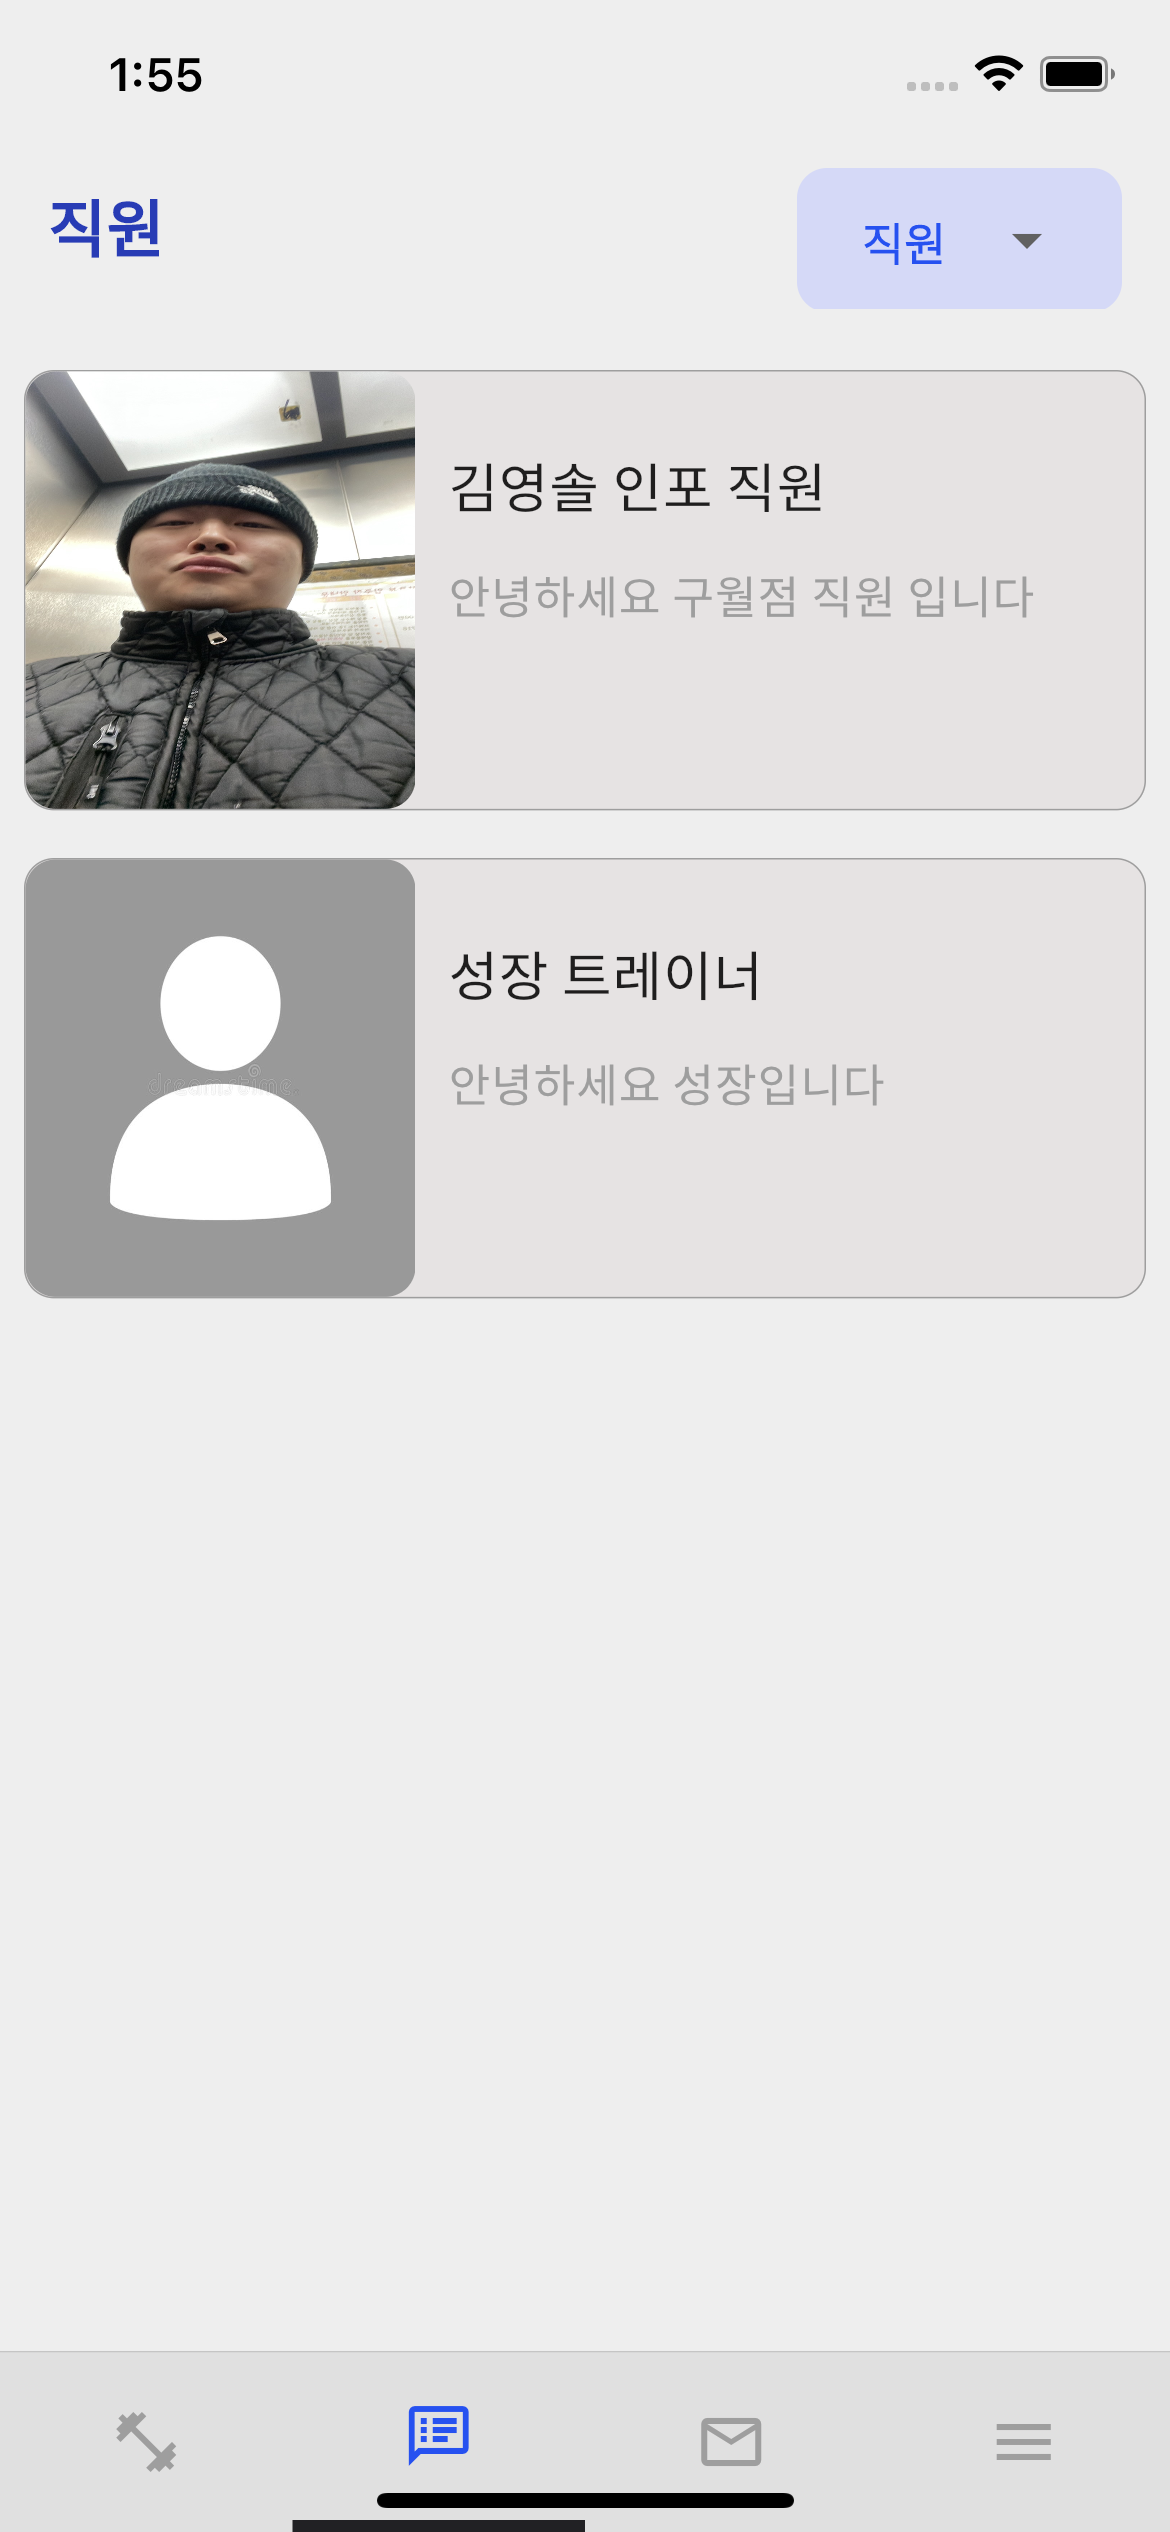 1:55
직원
직원
김영솔 인포 직원
안녕하세요 구월점 직원 입니다
성장 트레이너
안녕하세요 성장입니다
dreamstime